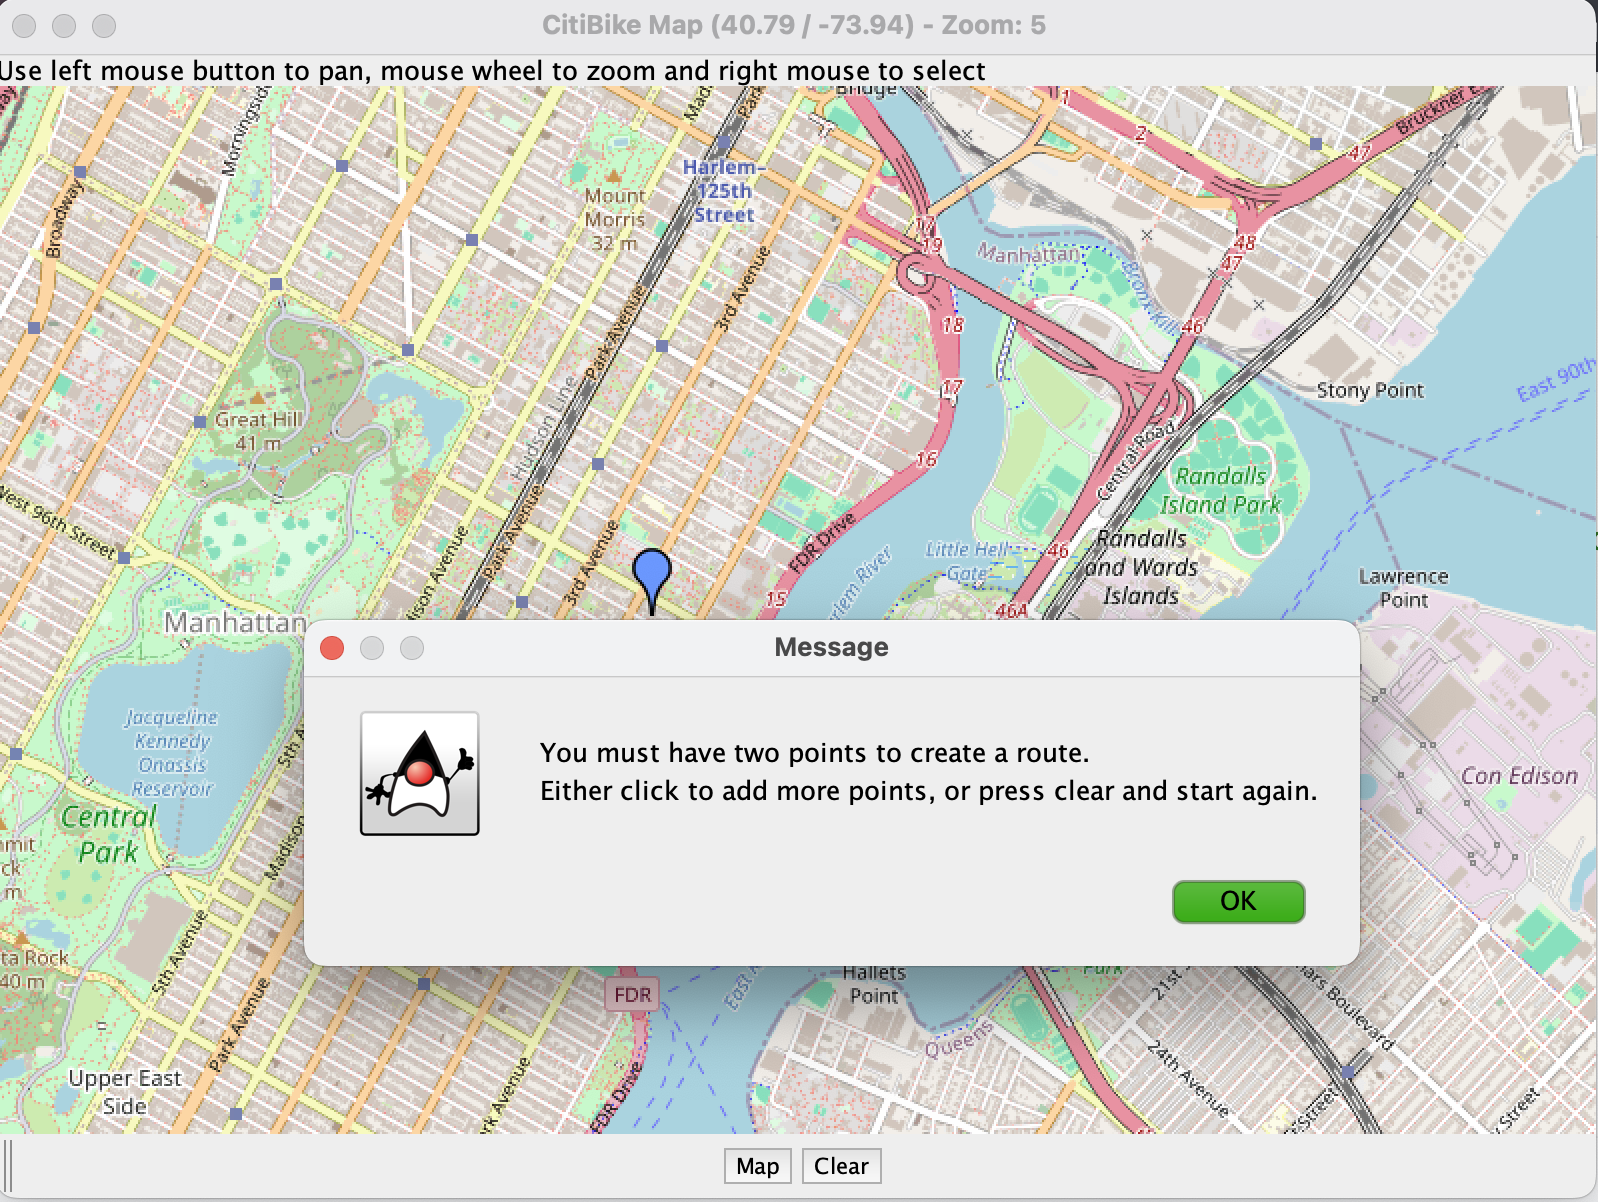 CitiBike Map (40.79 / -73.94) - Zoom: 5
Use left mouse button to pan, mouse wheel to zoom and right mouse to select
Morningside
Mad.
Park
Bridge
1
2
Bruckner E
47
Broadway
Harlem-
125th
Street
Mount
Morris
32 m
17
19
48
47
Manhattan
Bronx Kill
3rd Avenue
Park Avenue
18
46
17
Stony Point
East 90th
Great Hill
41 m
Hudson Line
16
Central Road
Randalls
Island Park
West 96th Street
Park Avenue
3rd Avenue
FDR Drive
Madison Avenue
Little Hell
Gate
46
Randalls
and Wards
Islands
Harlem River
Lawrence
Point
15
46A
Manhattan
Message
Jacqueline
Kennedy
Onassis
Reservoir
5th A
You must have two points to create a route.
Either click to add more points, or press clear and start again.
Con Edison
Central
Park
Madison
mmit
ck
m
OK
5th Avenue
ta Rock
40 m
Park Avenue
FDR
East R
Hallets
Point
Park
21st
mars Boulevard
Queens
24th Avenue
Upper East
Side
FDR Drive
rk Avenue
Street
Street
Map
Clear